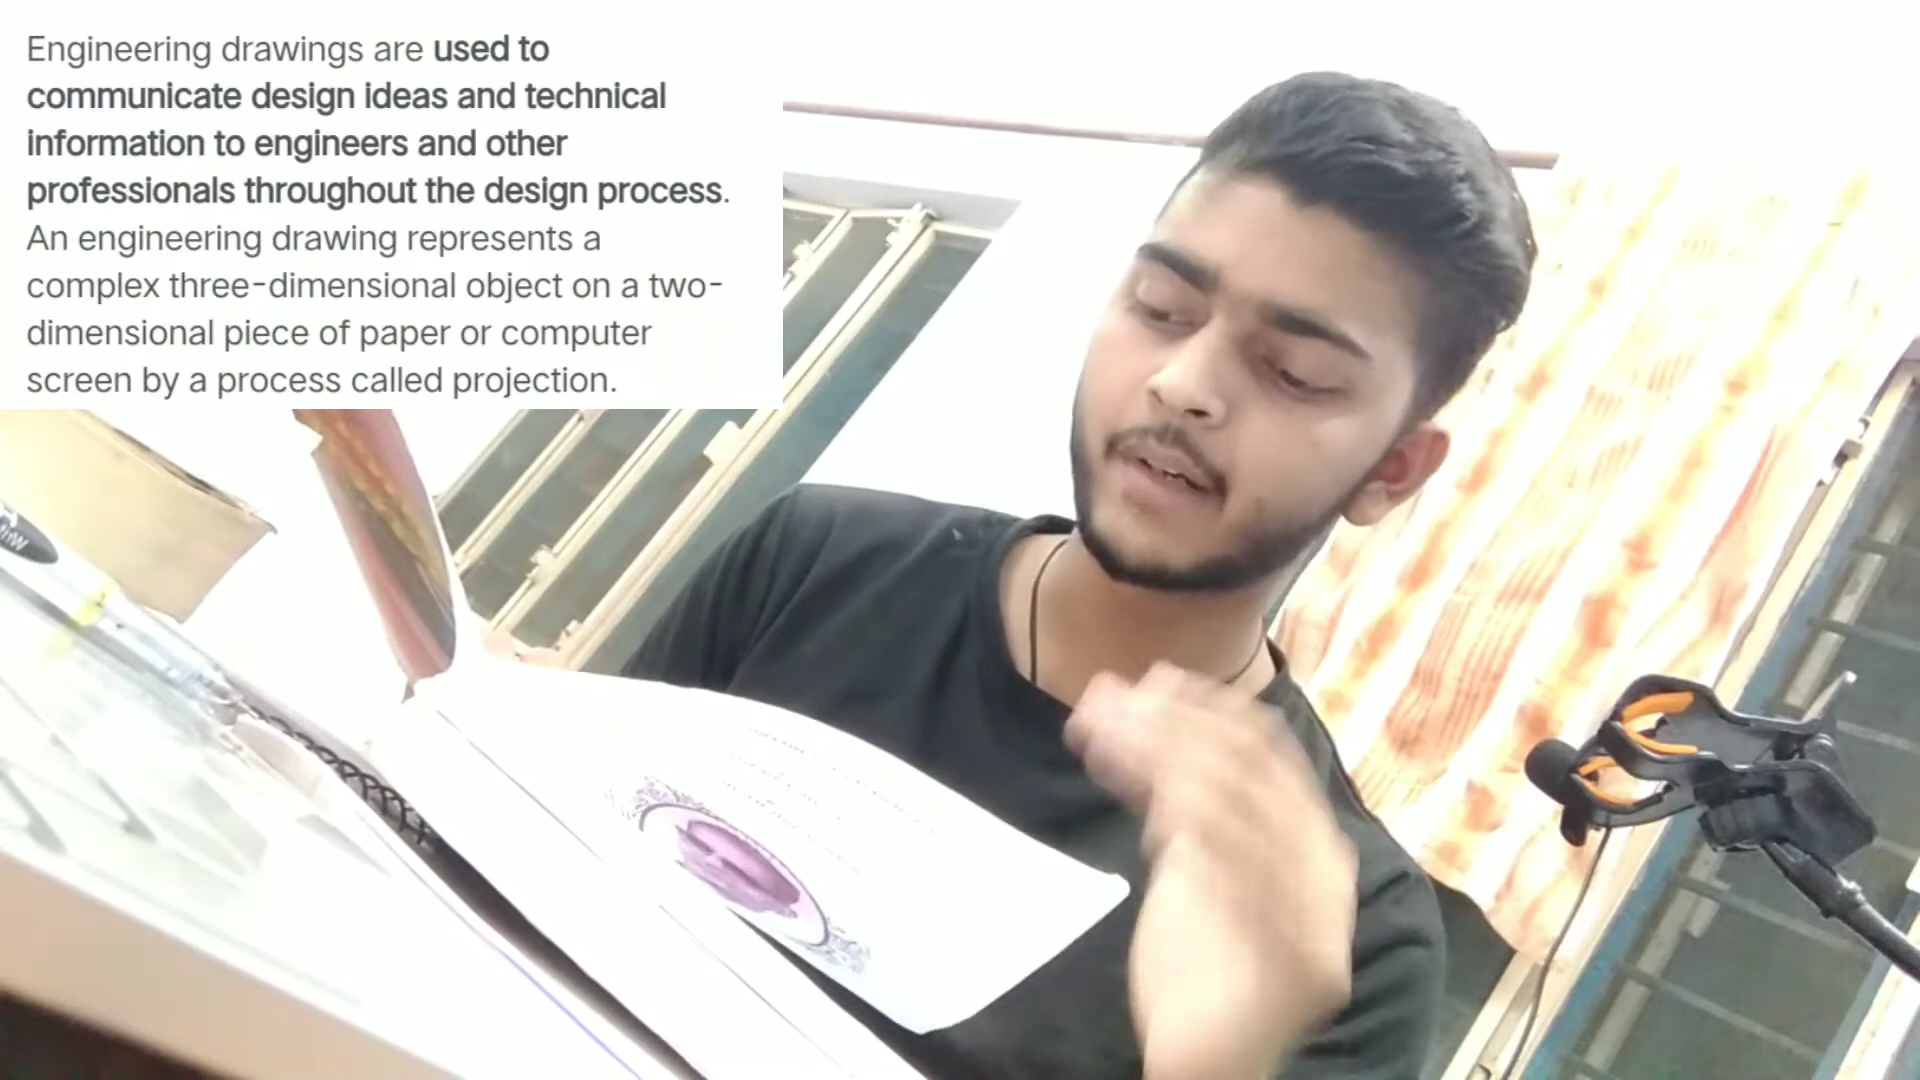 Engineering drawings are used to
communicate design ideas and technical
information to engineers and other
professionals throughout the design process.
An engineering drawing represents a
complex three-dimensional object on a two-
dimensional piece of paper or computer
screen by a process called projection.